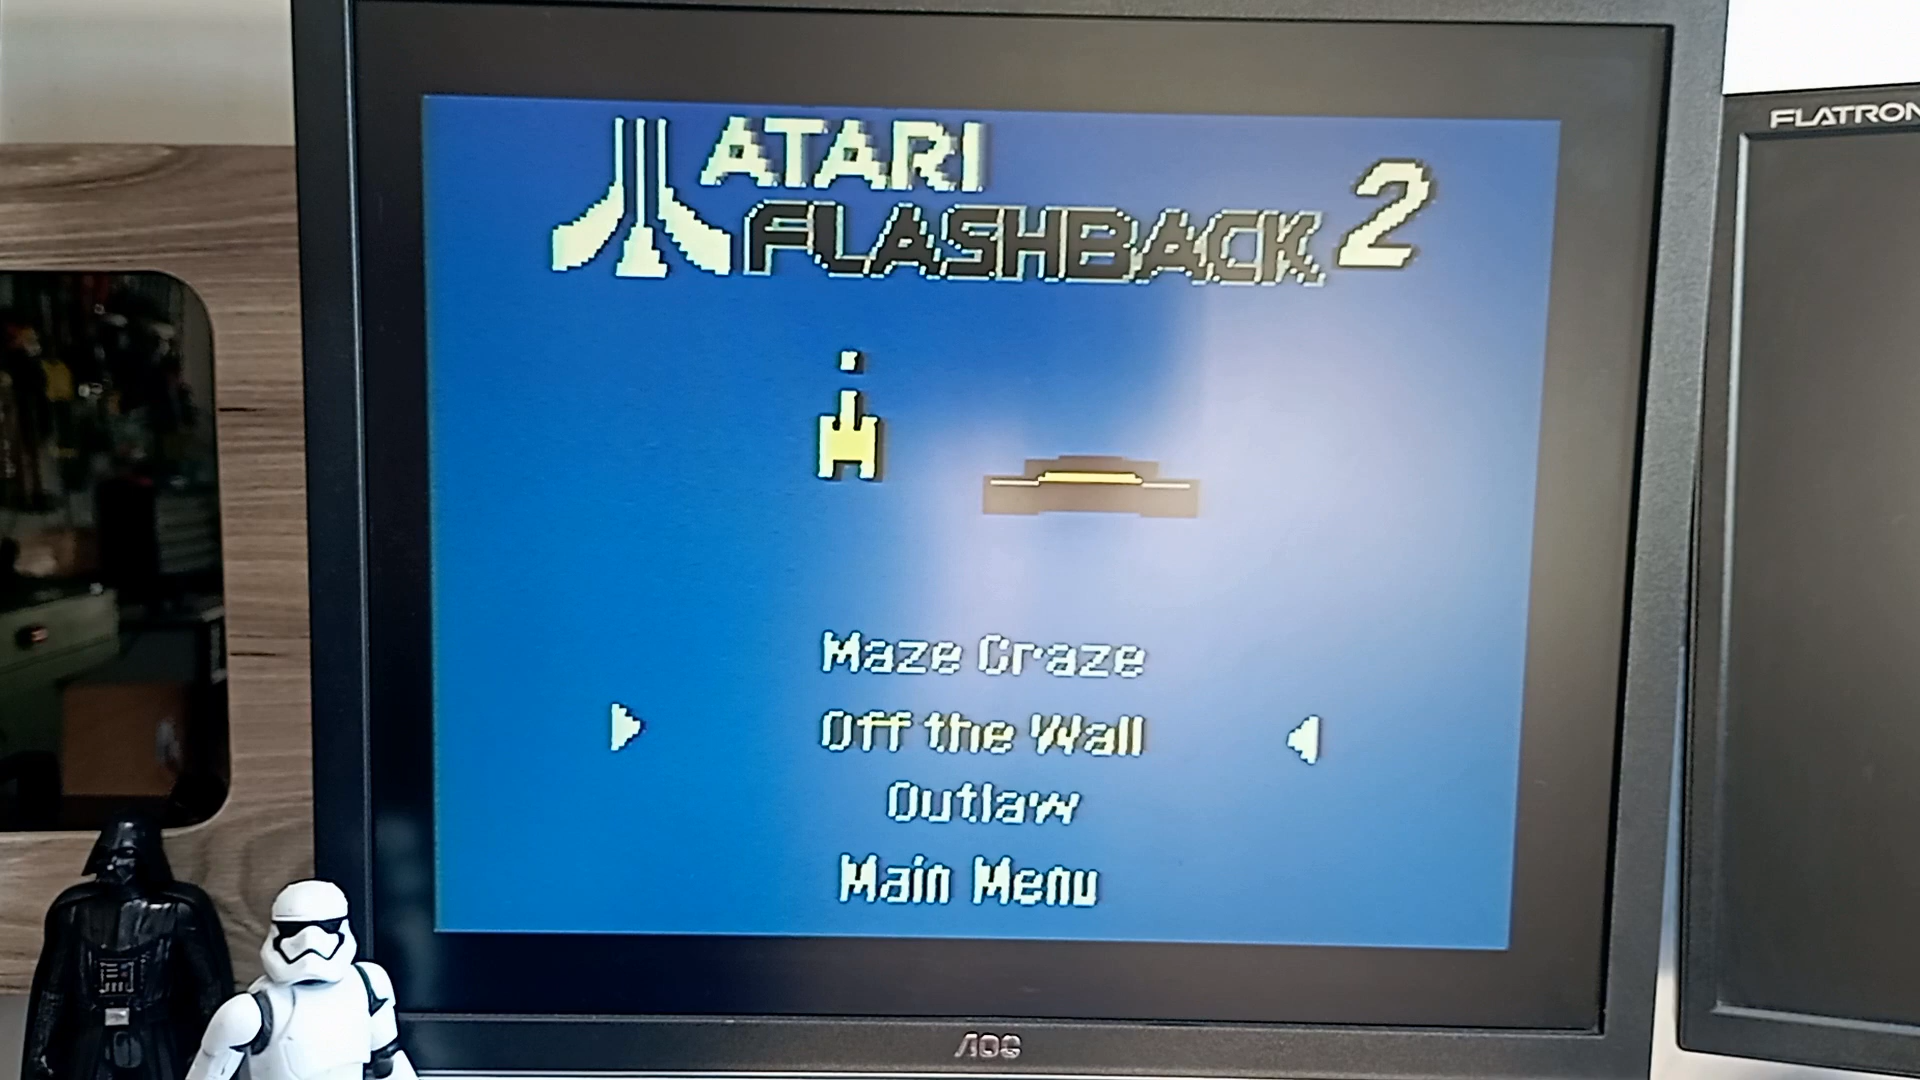 ATARI
FLASHBACK 2
Maze Craze
Off the Wall
Outlaw
Main Menu
AOC
FLATRON